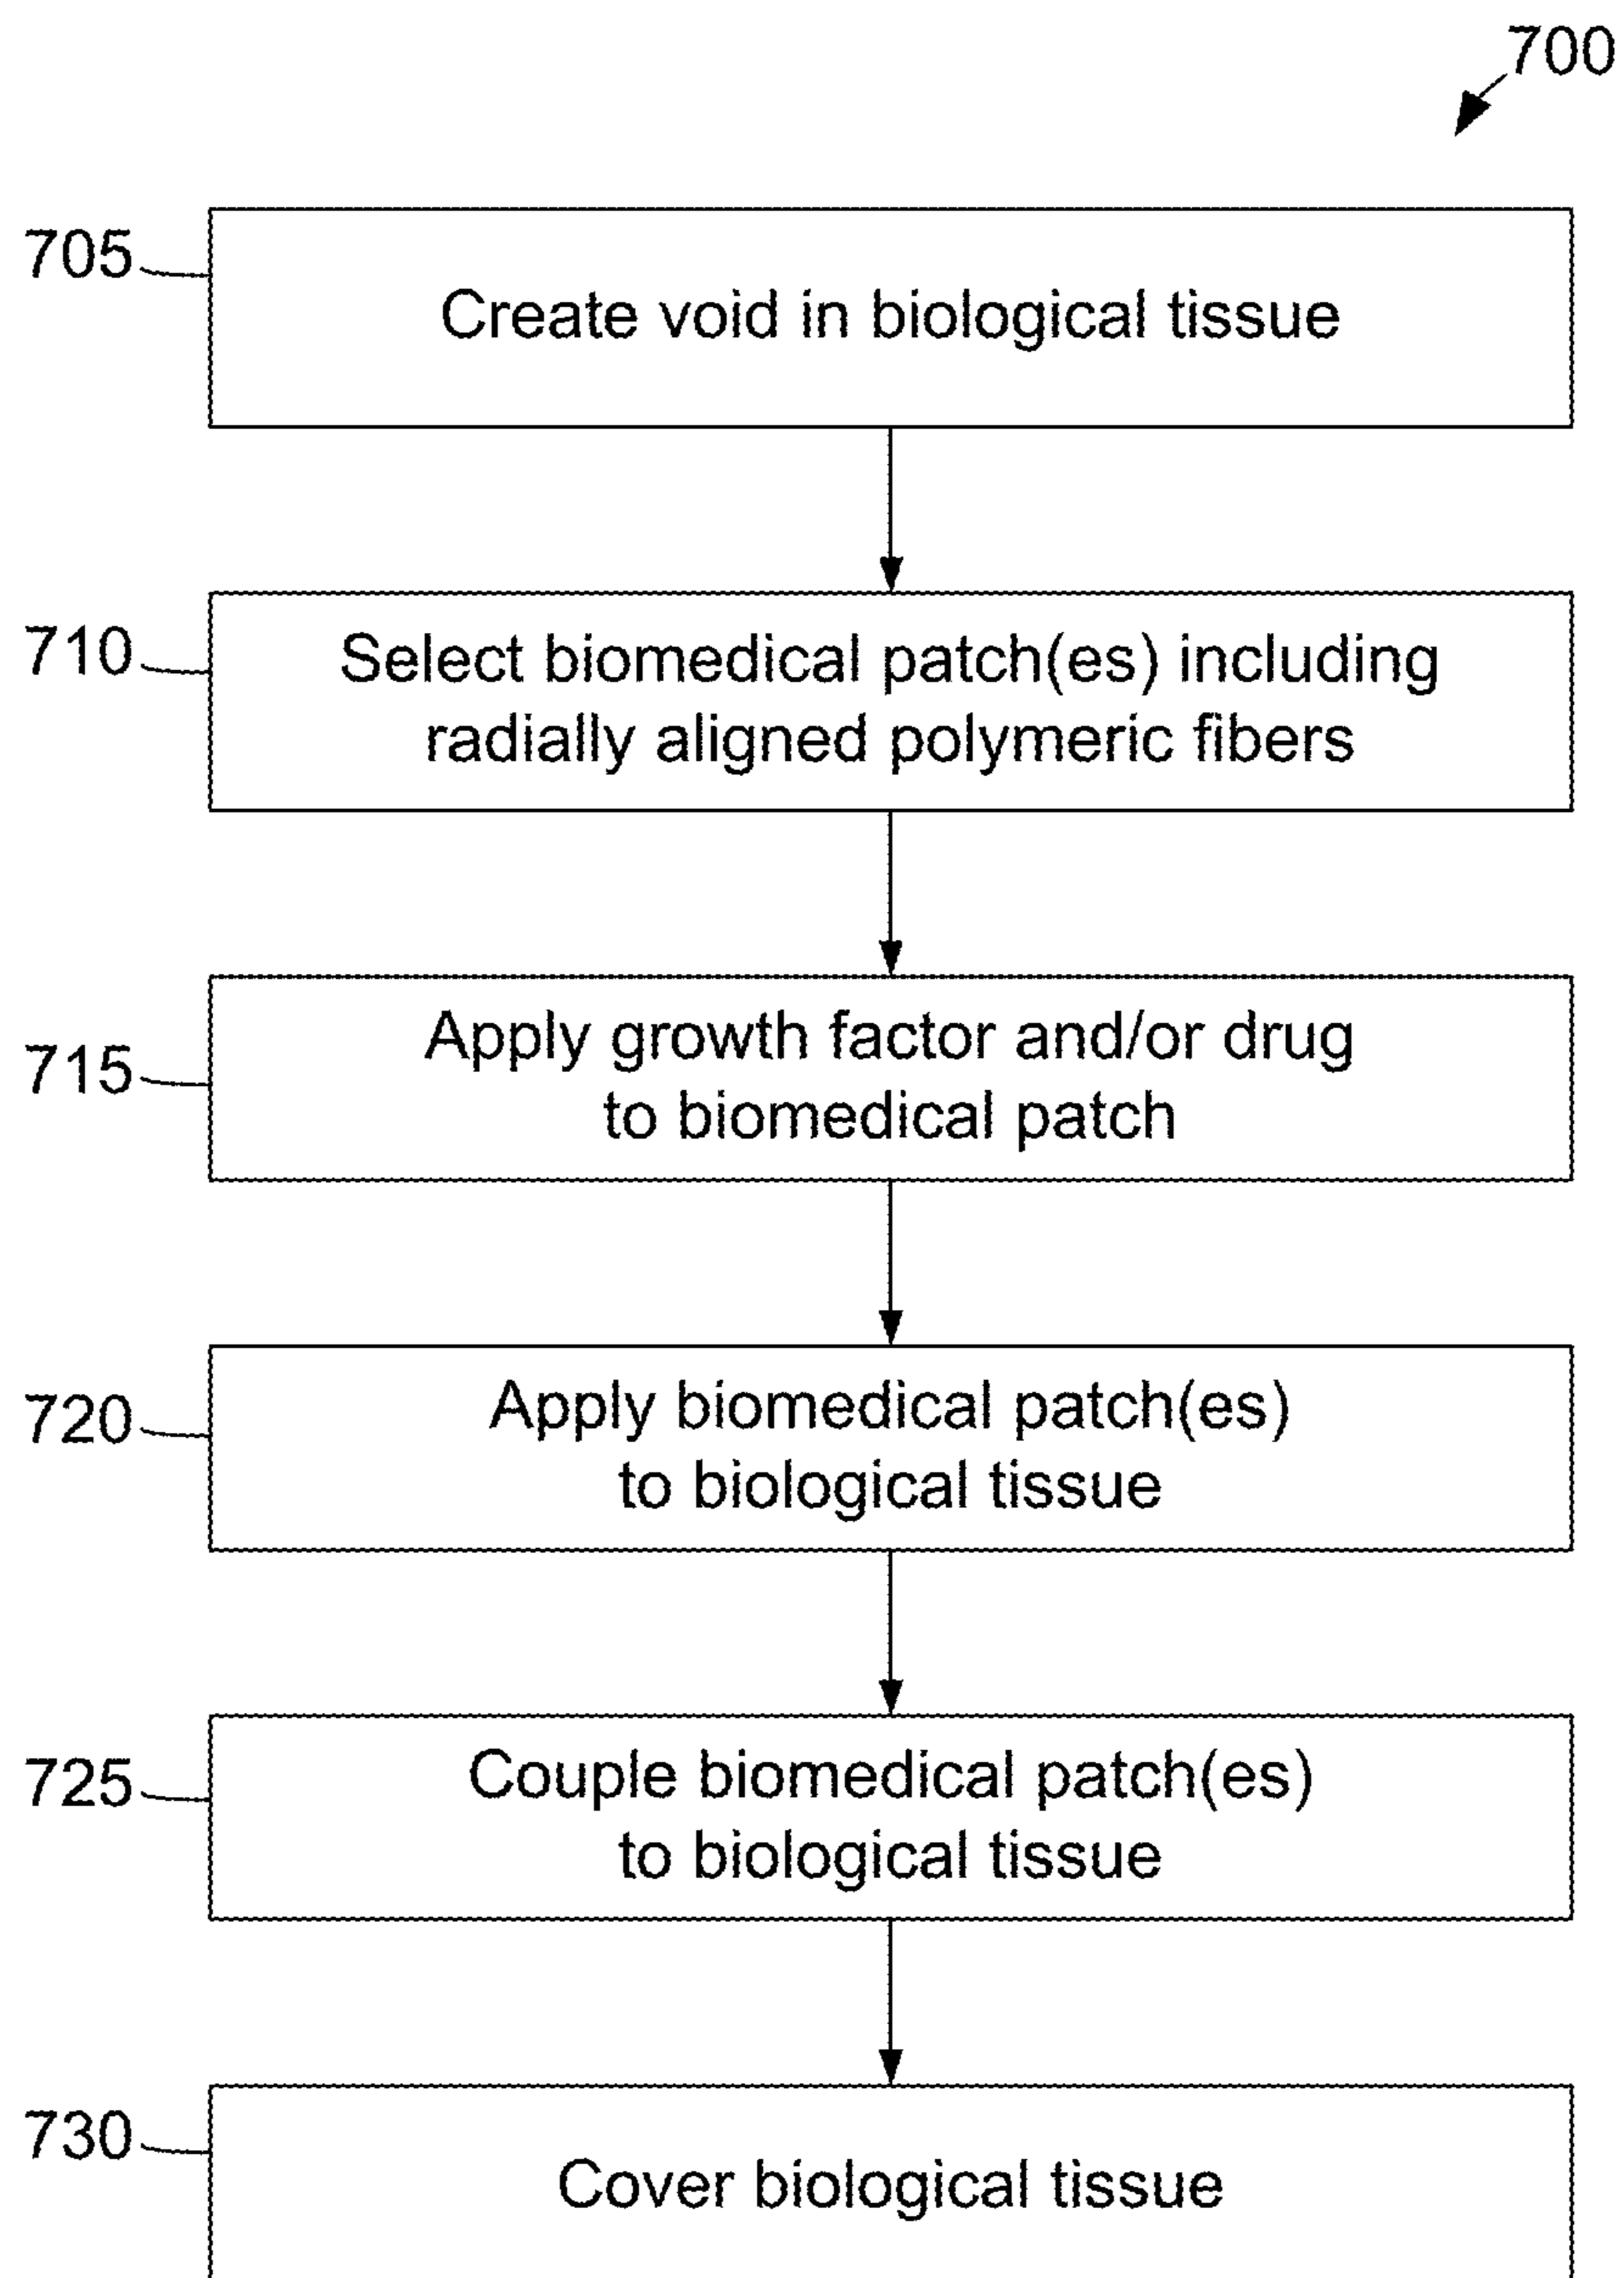 700
705
Create void in biological tissue
710
Select biomedical patch(es) including
radially aligned polymeric fibers
715
Apply growth factor and/or drug
to biomedical patch
720
Apply biomedical patch(es)
to biological tissue
725
Couple biomedical patch(es)
to biological tissue
730
Cover biological tissue